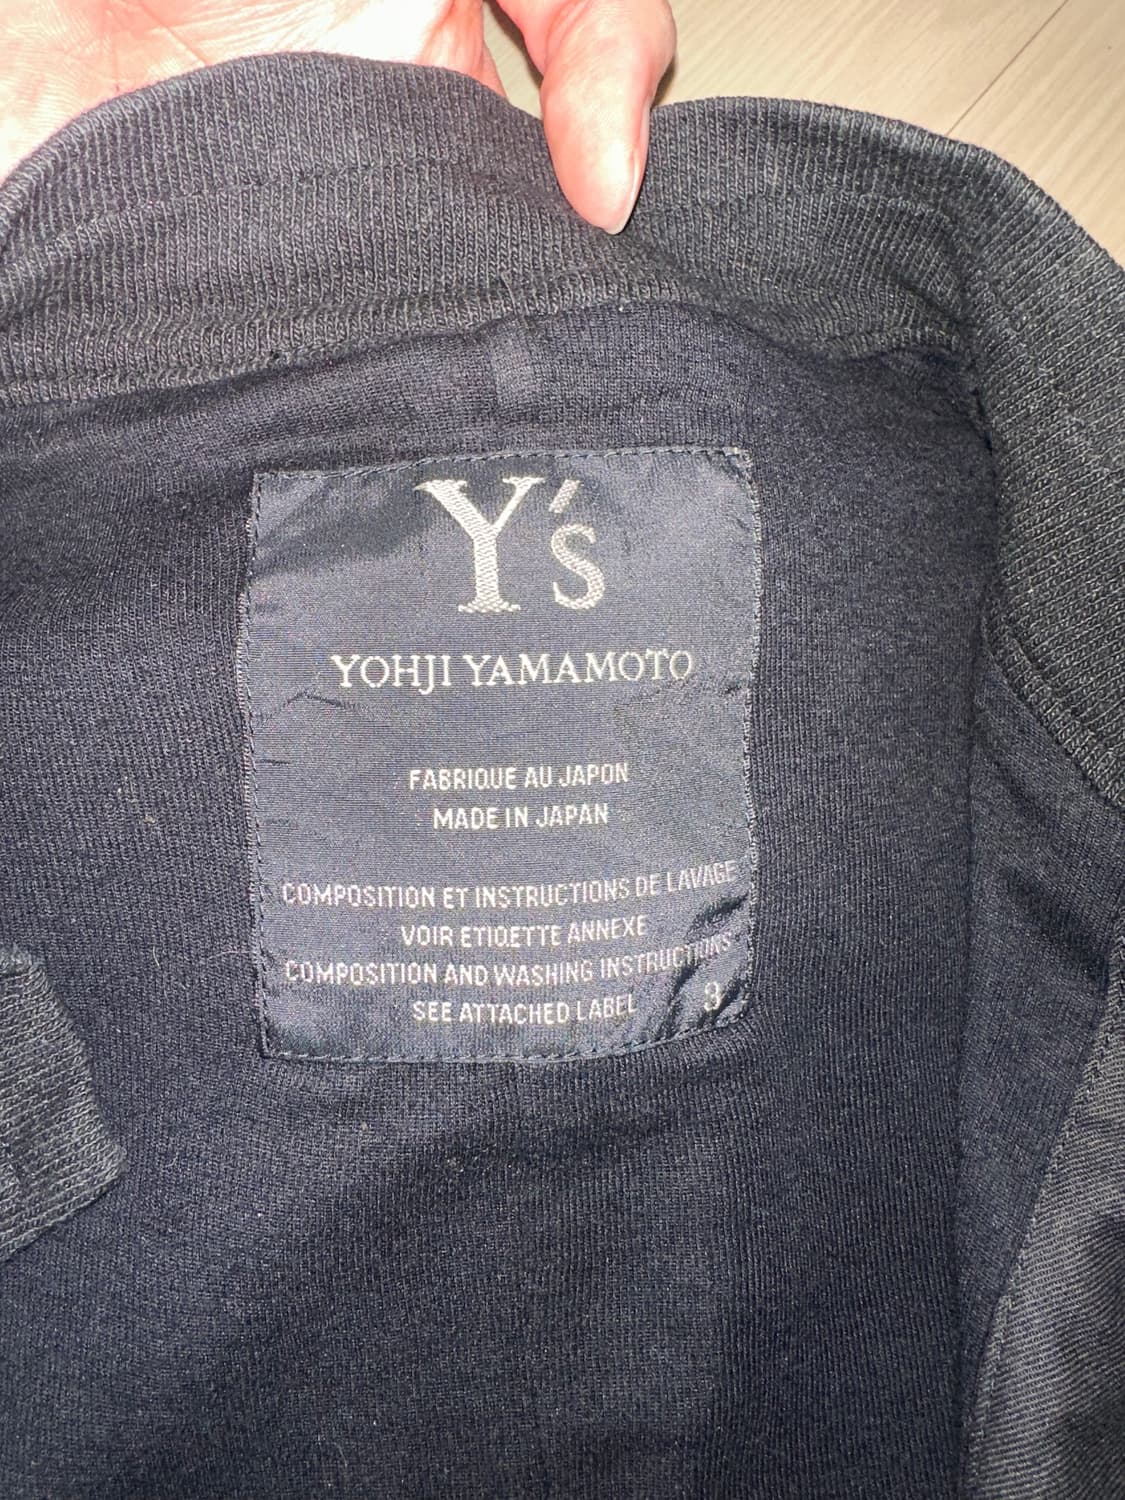 Y's
YOHJI YAMAMOTO
FABRIQUE AU JAPON
MADE IN JAPAN
COMPOSITION ET INSTRUCTIONS DE LAVAGE
VOIR ETIQETTE ANNEXE
COMPOSITION AND WASHING INSTRUCTIONS
SEE ATTACHED LABEL